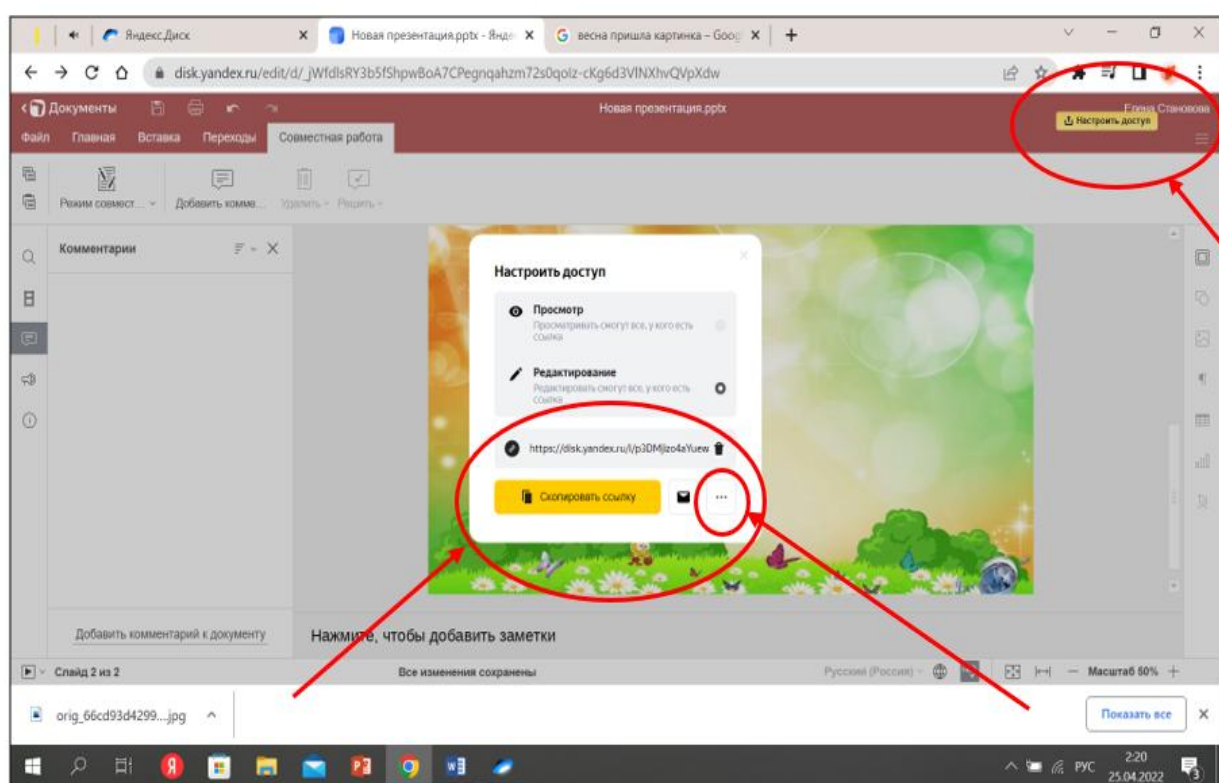 Яндекс.Диск
Новая презентация.pptx - Янде
весна пришла картинка – Goog
disk.yandex.ru/edit/d/_jWfdlsRY3b5fShpwBoA7CPegnqahzm72s0qolz-cKg6d3VlNXhvQVpXdw
Документы
Новая презентация.pptx
Елена Становова
Настроить доступ
Файл Главная Вставка Переходы Совместная работа
Режим совмест... Добавить комме... Удалить Решить
Комментарии
Настроить доступ
Просмотр
Просматривать смогут все, у кого есть
ссылка
Редактирование
Редактировать смогут все, у кого есть
ссылка
https://disk.yandex.ru/i/p3DMjizo4aYuew
Скопировать ссылку
Добавить комментарий к документу
Нажмите, чтобы добавить заметки
Слайд 2 из 2
Все изменения сохранены
Русский (Россия)
Масштаб 50%
orig_66cd93d4299....jpg
Показать все
РУС
2:20
25.04.2022
3